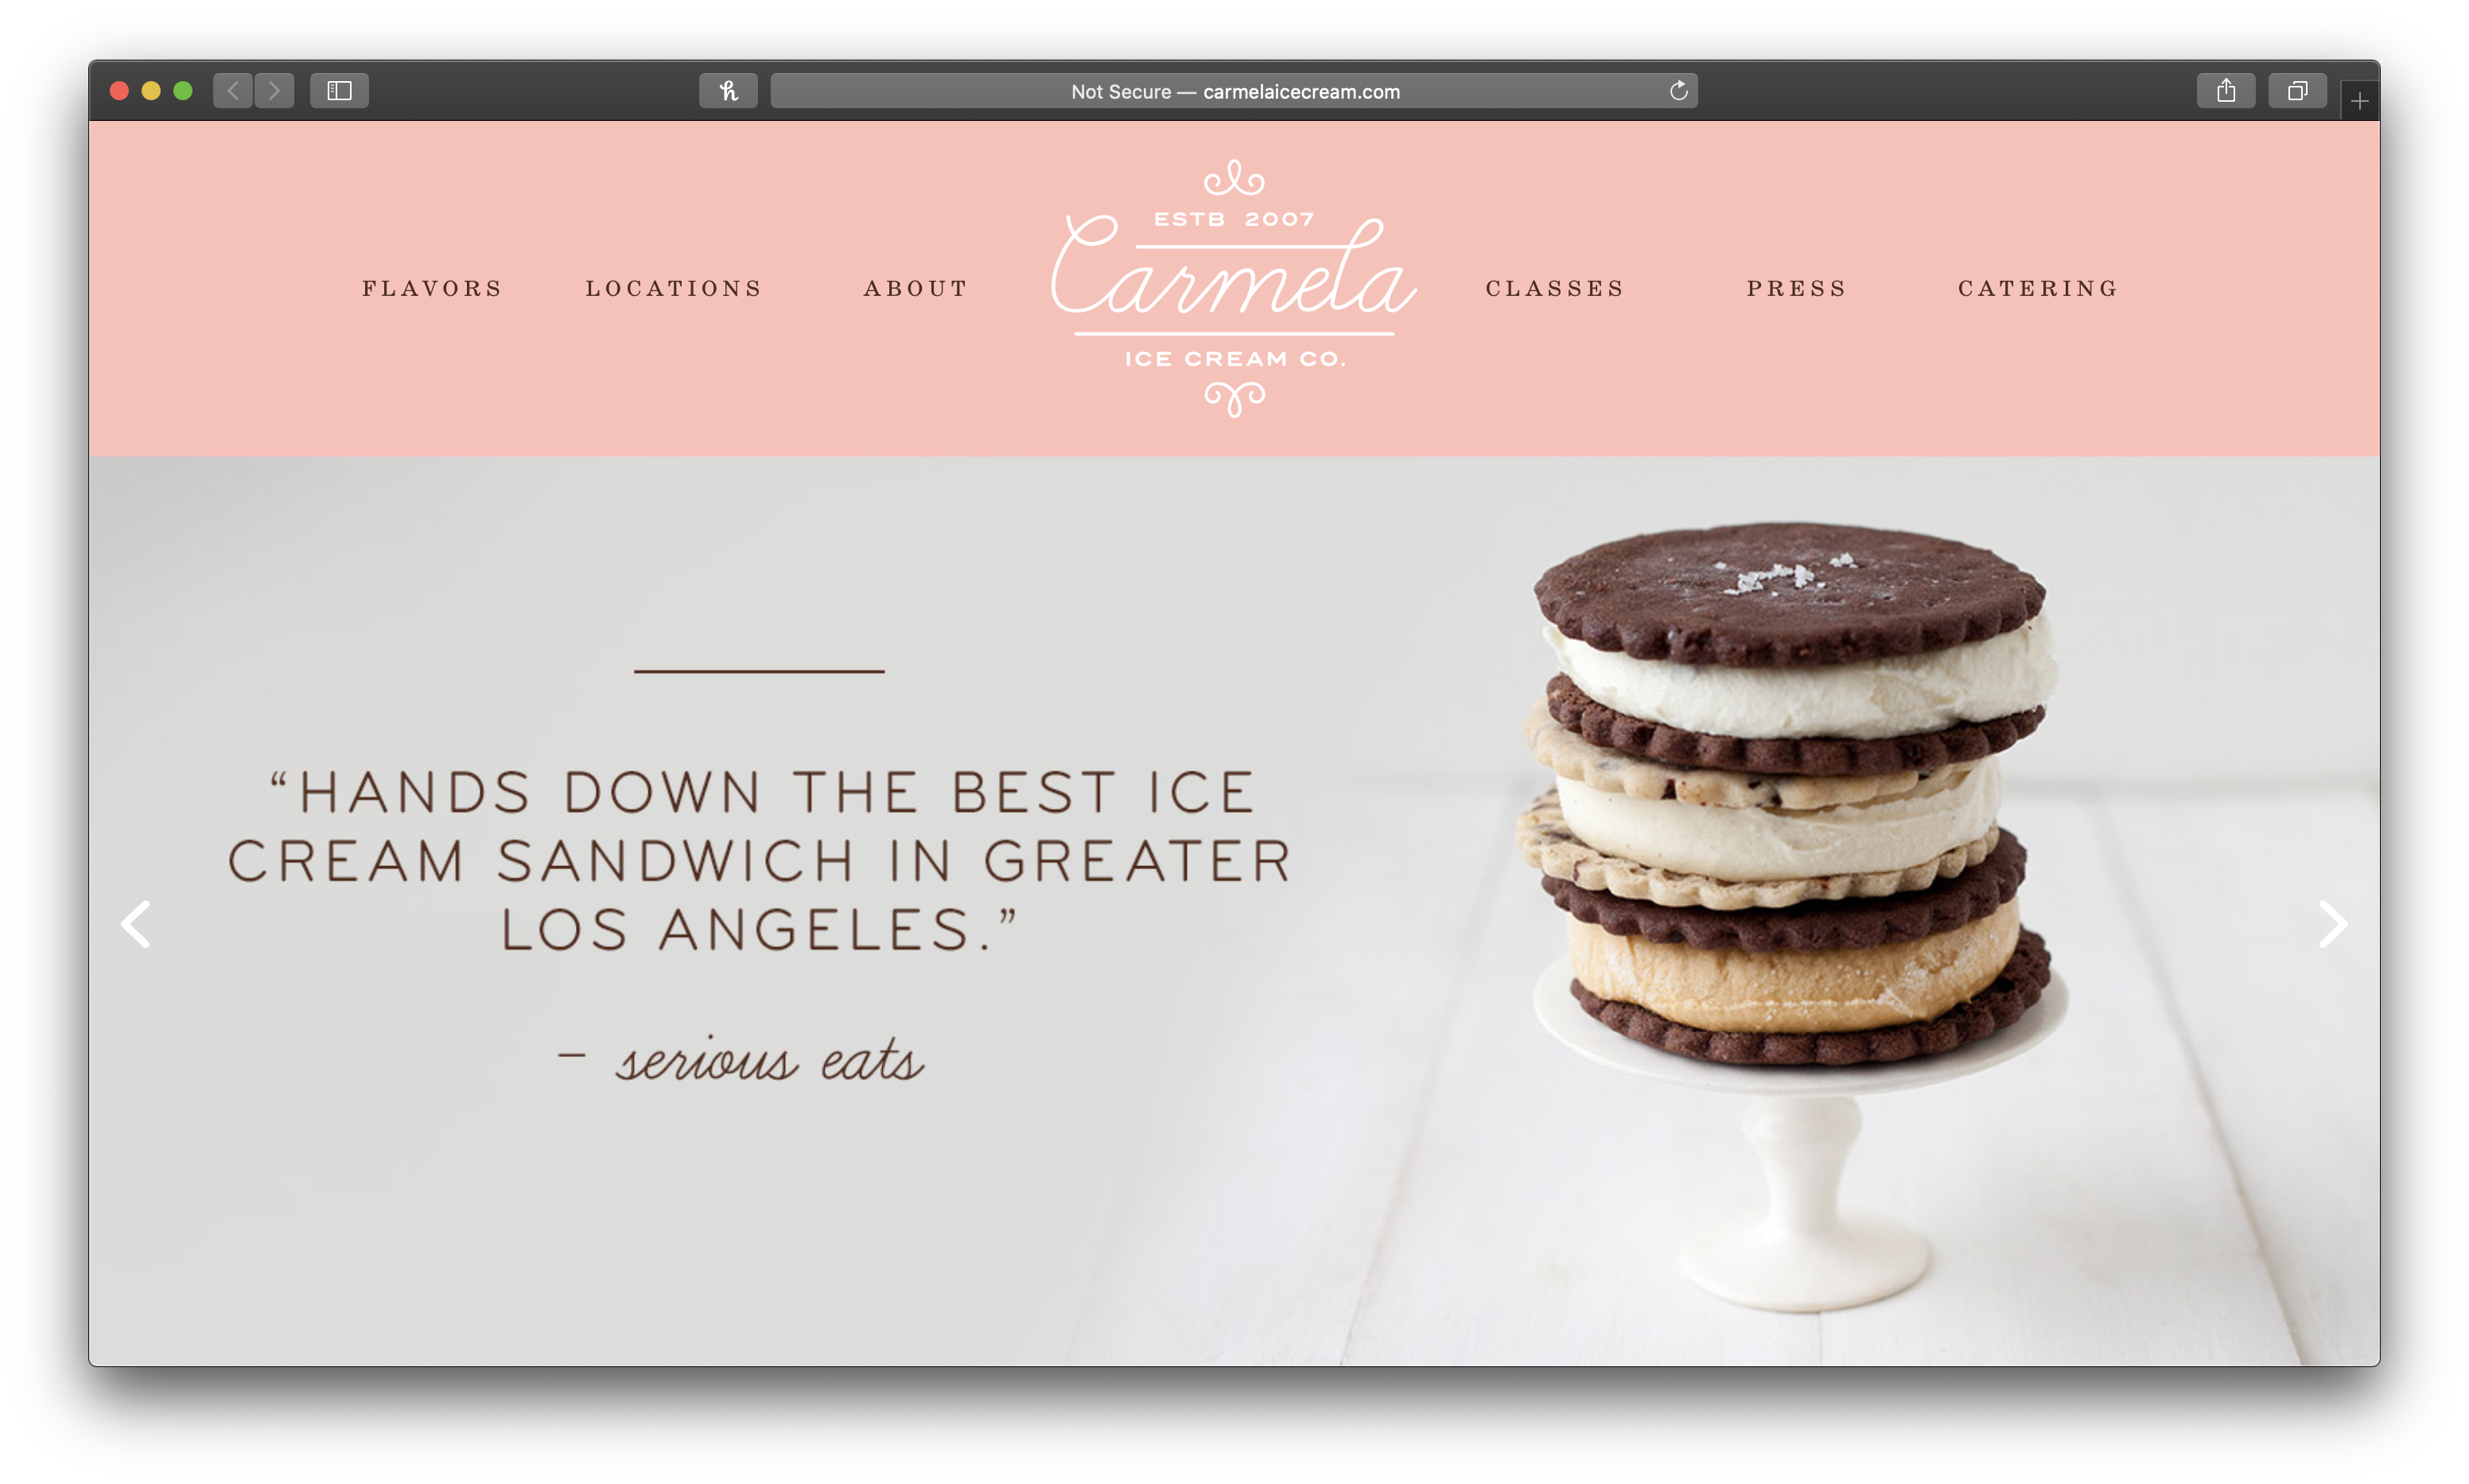 Not Secure — carmelaicecream.com
ESTB 2007
FLAVORS LOCATIONS ABOUT Carmela CLASSES PRESS CATERING
ICE CREAM CO.
“HANDS DOWN THE BEST ICE
CREAM SANDWICH IN GREATER
LOS ANGELES.”
– serious eats